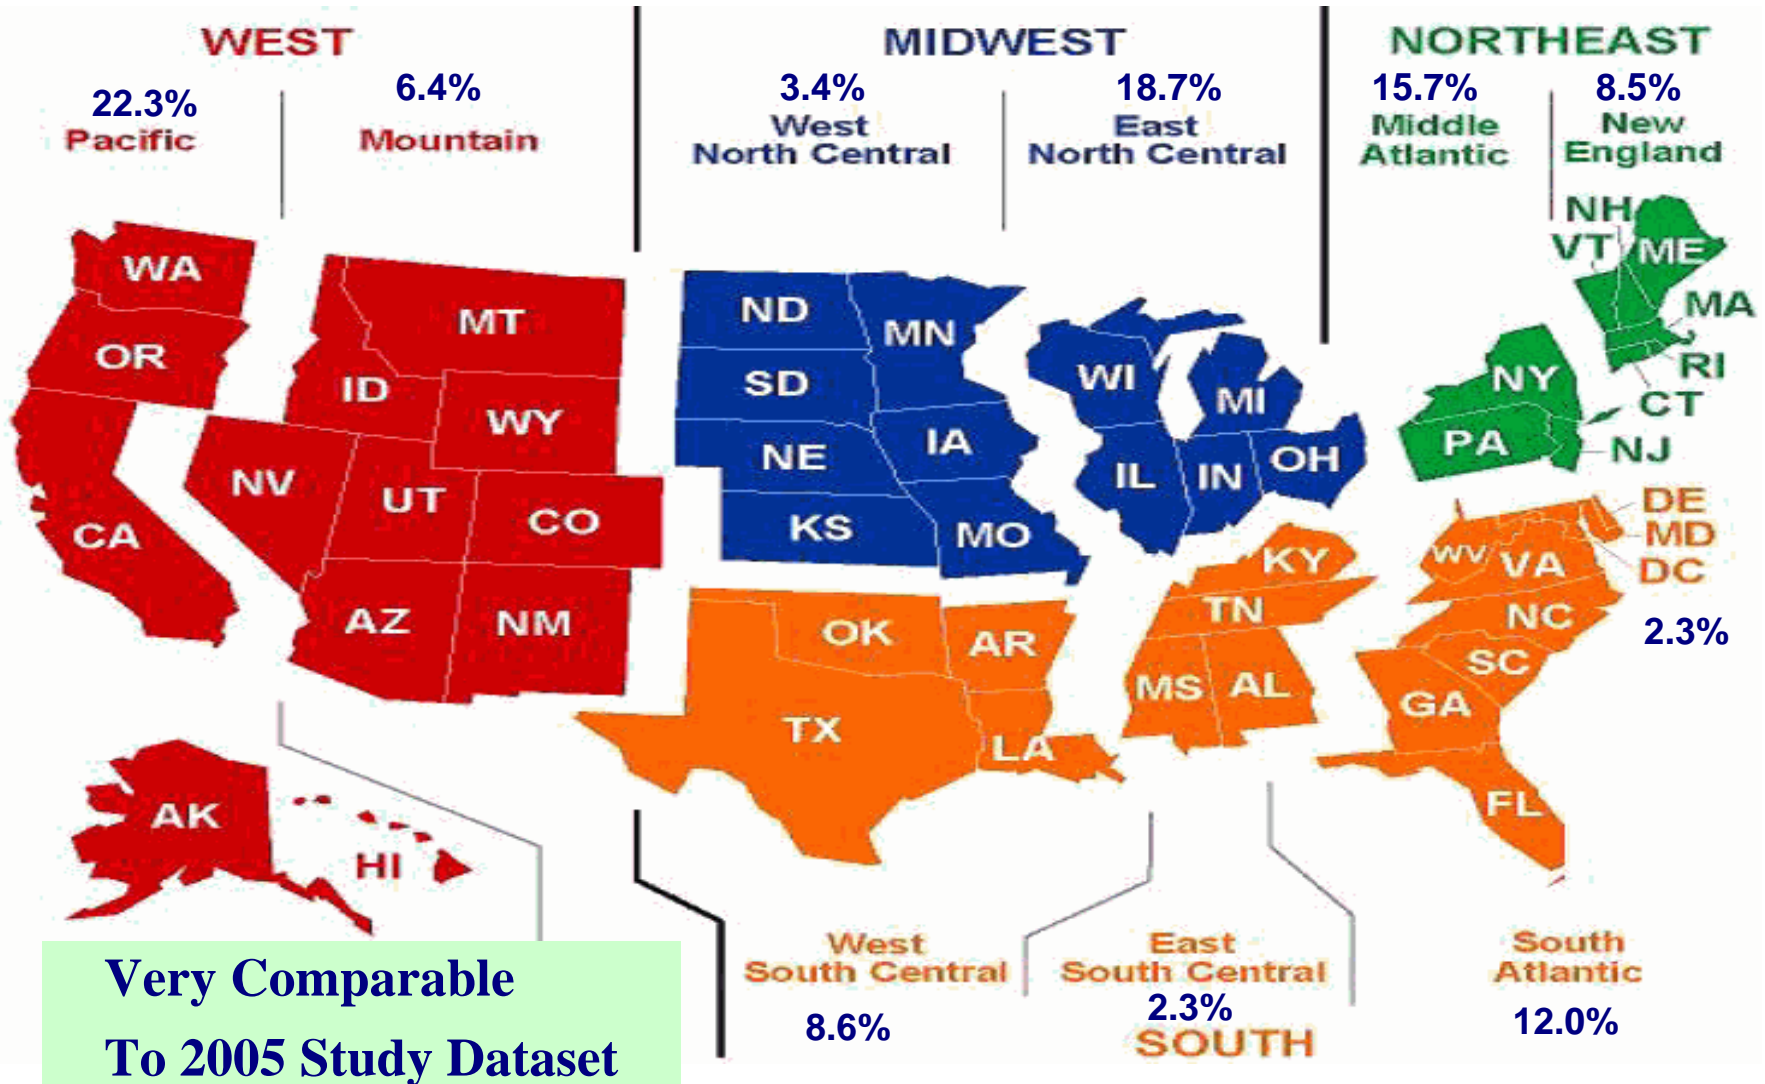 WEST
MIDWEST
NORTHEAST
22.3%
6.4%
3.4%
18.7%
15.7%
8.5%
Pacific
Mountain
West
North Central
East
North Central
Middle
Atlantic
New
England
WA
OR
CA
MT
ID
WY
NV
UT
CO
AZ
NM
AK
HI
ND
MN
SD
NE
IA
KS
MO
WI
MI
IL
IN
OH
NH
VT
ME
MA
RI
CT
NY
PA
NJ
DE
MD
DC
WV
VA
KY
TN
NC
2.3%
OK
AR
SC
MS
AL
GA
TX
LA
FL
West
South Central
8.6%
East
South Central
2.3%
SOUTH
South
Atlantic
12.0%
Very Comparable
To 2005 Study Dataset